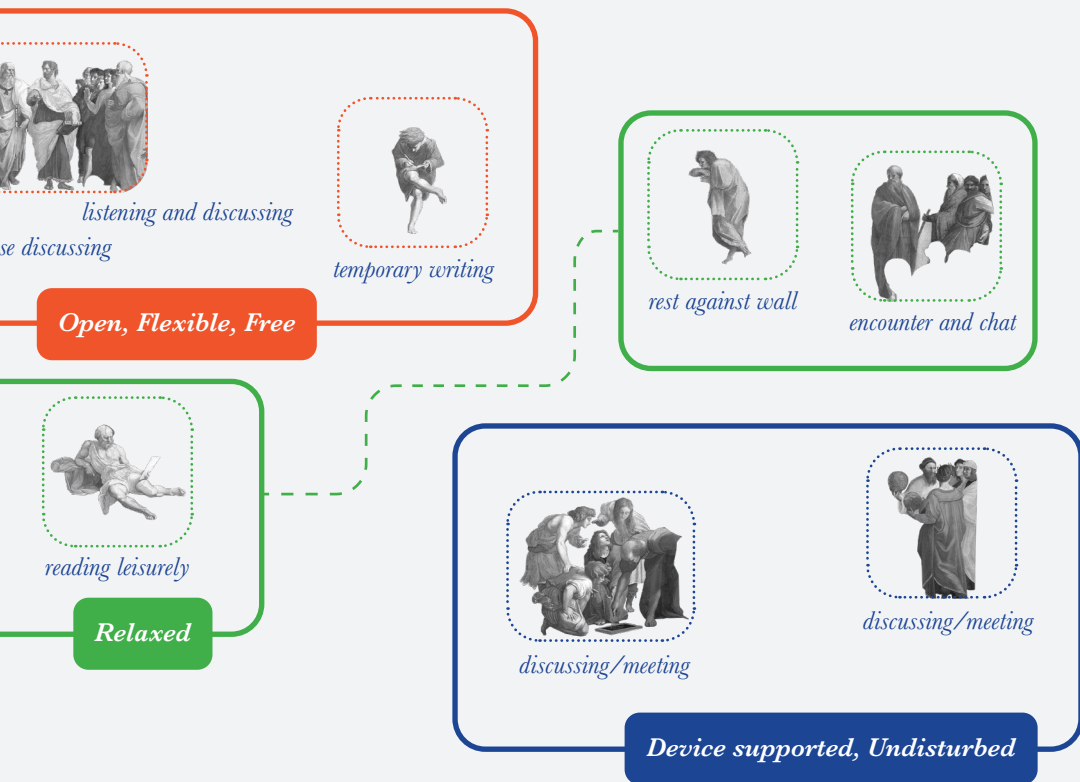 listening and discussing
se discussing
temporary writing
Open, Flexible, Free
rest against wall
encounter and chat
reading leisurely
Relaxed
discussing/meeting
discussing/meeting
Device supported, Undisturbed